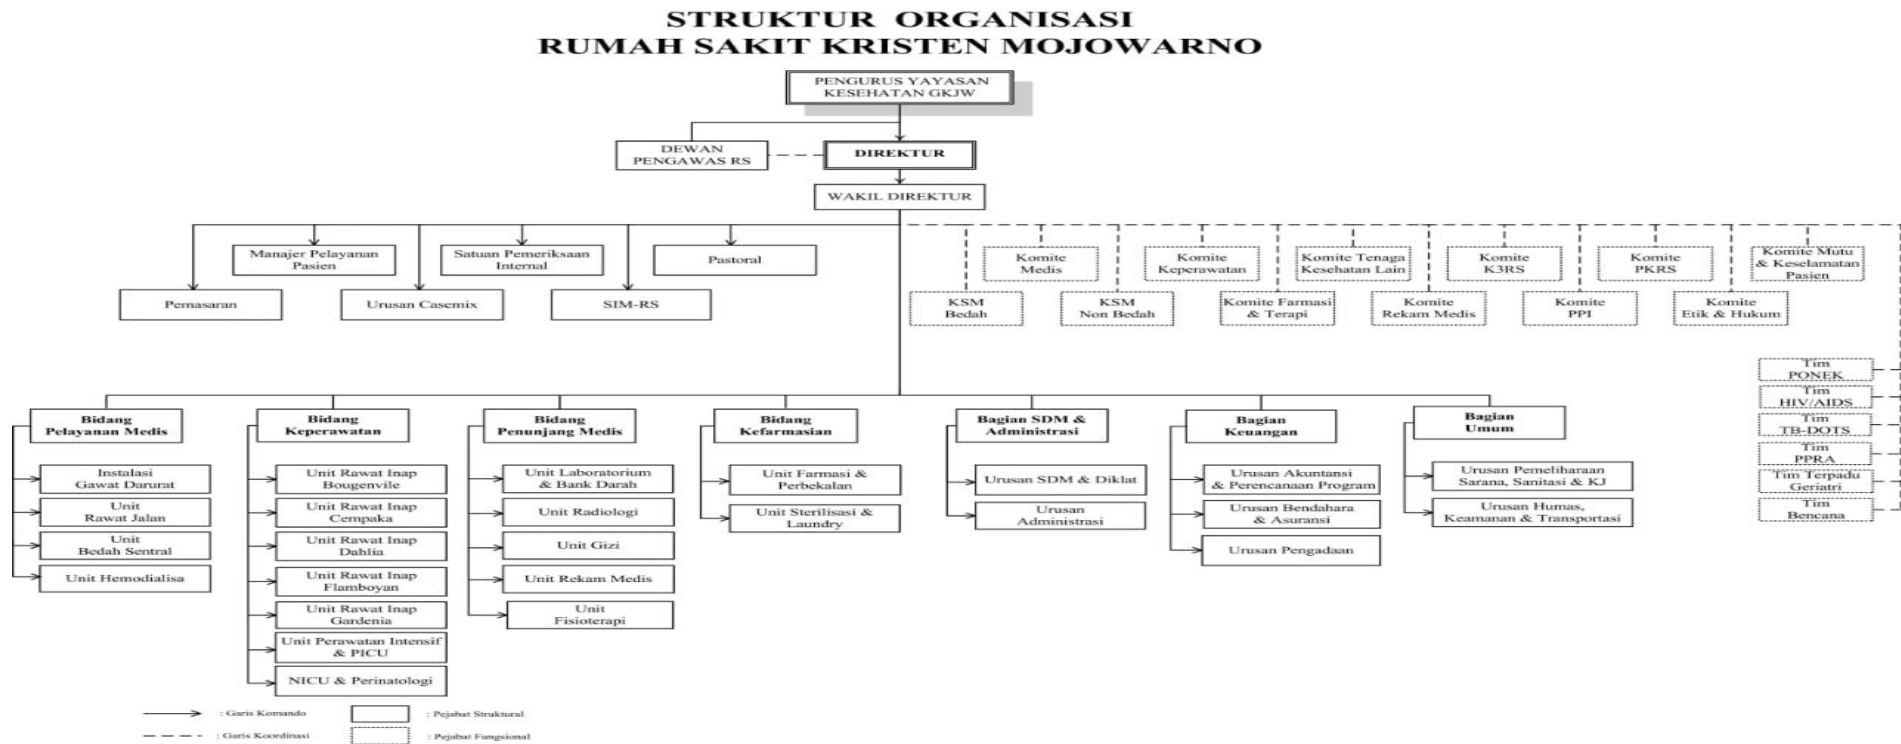 STRUKTUR ORGANISASI
RUMAH SAKIT KRISTEN MOJOWARNO
PENGURUS YAYASAN
KESEHATAN GKJW
DEWAN
PENGAWAS RS
DIREKTUR
WAKIL DIREKTUR
Manajer Pelayanan
Pasien
Satuan Pemeriksaan
Internal
Pastoral
Pemasaran
Urusan Casemix
SIM-RS
Komite
Medis
Komite
Keperawatan
Komite Tenaga
Kesehatan Lain
Komite
K3RS
Komite
PKRS
Komite Mutu
& Keselamatan
Pasien
KSM
Bedah
KSM
Non Bedah
Komite Farmasi
& Terapi
Komite
Rekam Medis
Komite
PPI
Komite
Etik & Hukum
Tim
PONEK
Tim
HIV/AIDS
Tim
TB-DOTS
Tim
PPRA
Tim Terpadu
Geriatri
Tim
Bencana
Bidang
Pelayanan Medis
Instalasi
Gawat Darurat
Unit
Rawat Jalan
Unit
Bedah Sentral
Unit Hemodialisa
Bidang
Keperawatan
Unit Rawat Inap
Bougenvile
Unit Rawat Inap
Cempaka
Unit Rawat Inap
Dahlia
Unit Rawat Inap
Flamboyan
Unit Rawat Inap
Gardenia
Unit Perawatan Intensif
& PICU
NICU & Perinatologi
Bidang
Penunjang Medis
Unit Laboratorium
& Bank Darah
Unit Radiologi
Unit Gizi
Unit Rekam Medis
Unit
Fisioterapi
Bidang
Kefarmasian
Unit Farmasi &
Perbekalan
Unit Sterilisasi &
Laundry
Bagian SDM &
Administrasi
Urusan SDM & Diklat
Urusan
Administrasi
Bagian
Keuangan
Urusan Akuntansi
& Perencanaan Program
Urusan Bendahara
& Asuransi
Urusan Pengadaan
Bagian
Umum
Urusan Pemeliharaan
Sarana, Sanitasi & KJ
Urusan Humas,
Keamanan & Transportasi
: Garis Komando
: Pejabat Struktural
: Garis Koordinasi
: Pejabat Fungsional